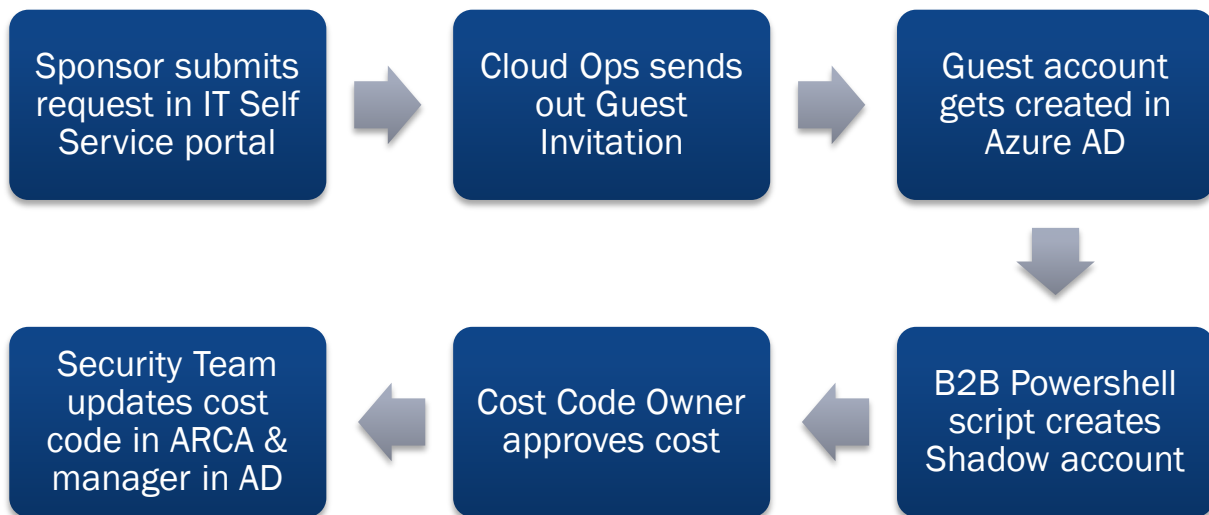 Sponsor submits
request in IT Self
Service portal
Cloud Ops sends
out Guest
Invitation
Guest account
gets created in
Azure AD
B2B Powershell
script creates
Shadow account
Cost Code Owner
approves cost
Security Team
updates cost
code in ARCA &
manager in AD